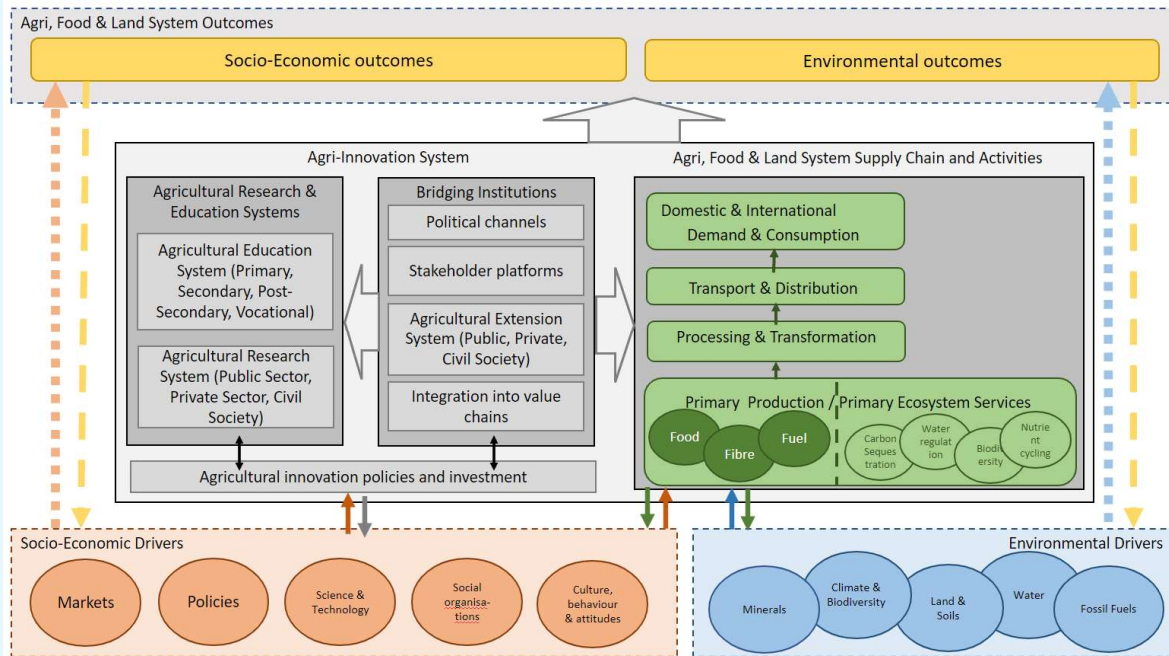 Agri, Food & Land System Outcomes
Socio-Economic outcomes
Environmental outcomes
Agri-Innovation System
Agricultural Research &
Education Systems
Agricultural Education
System (Primary,
Secondary, Post-
Secondary, Vocational)
Agricultural Research
System (Public Sector,
Private Sector, Civil
Society)
Bridging Institutions
Political channels
Stakeholder platforms
Agricultural Extension
System (Public, Private,
Civil Society)
Integration into value
chains
Agricultural innovation policies and investment
Agri, Food & Land System Supply Chain and Activities
Domestic & International
Demand & Consumption
Transport & Distribution
Processing & Transformation
Primary Production / Primary Ecosystem Services
Food
Fibre
Fuel
Carbon
Seques
tration
Water
regulat
ion
Biodiv
ersity
Nutrie
nt
cycling
Socio-Economic Drivers
Markets
Policies
Science &
Technology
Social
organisa-
tions
Culture,
behaviour
& attitudes
Environmental Drivers
Minerals
Climate &
Biodiversity
Land &
Soils
Water
Fossil Fuels